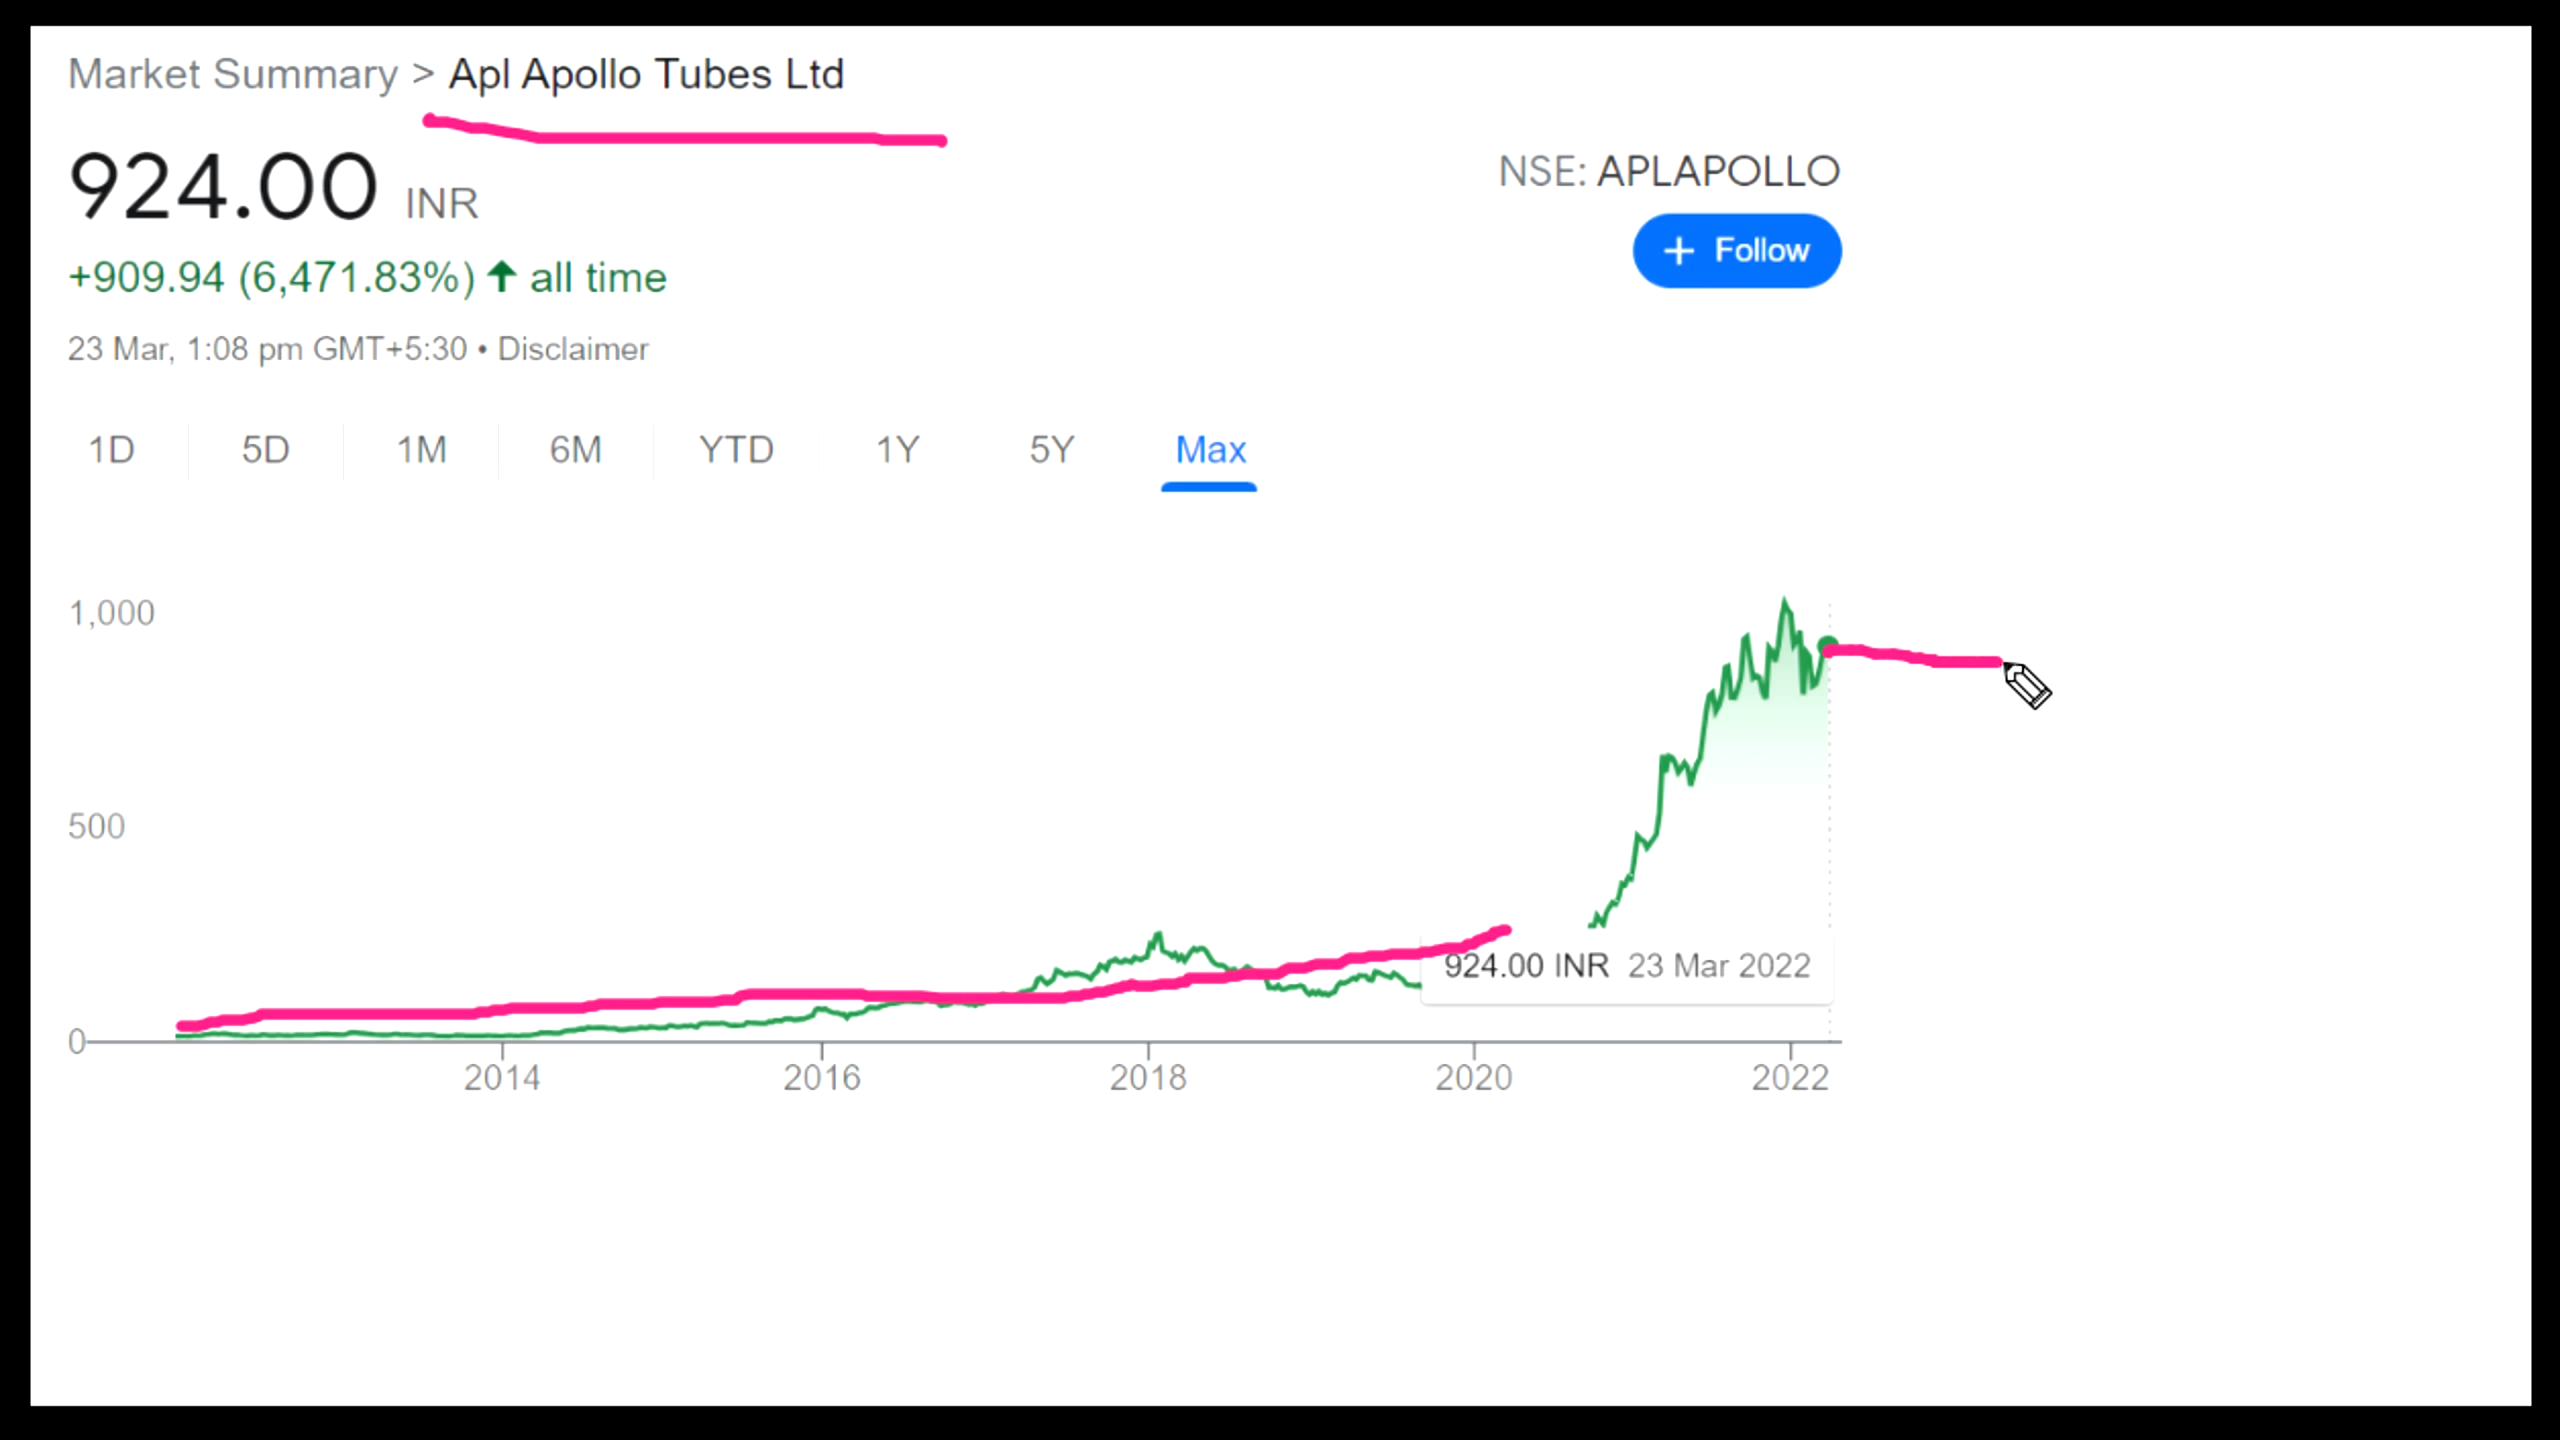 Market Summary > Apl Apollo Tubes Ltd
924.00 INR
NSE: APLAPOLLO
+ Follow
+909.94 (6,471.83%) ↑ all time
23 Mar, 1:08 pm GMT+5:30 • Disclaimer
1D 5D 1M 6M YTD 1Y 5Y Max
1,000
500
924.00 INR 23 Mar 2022
0
2014 2016 2018 2020 2022